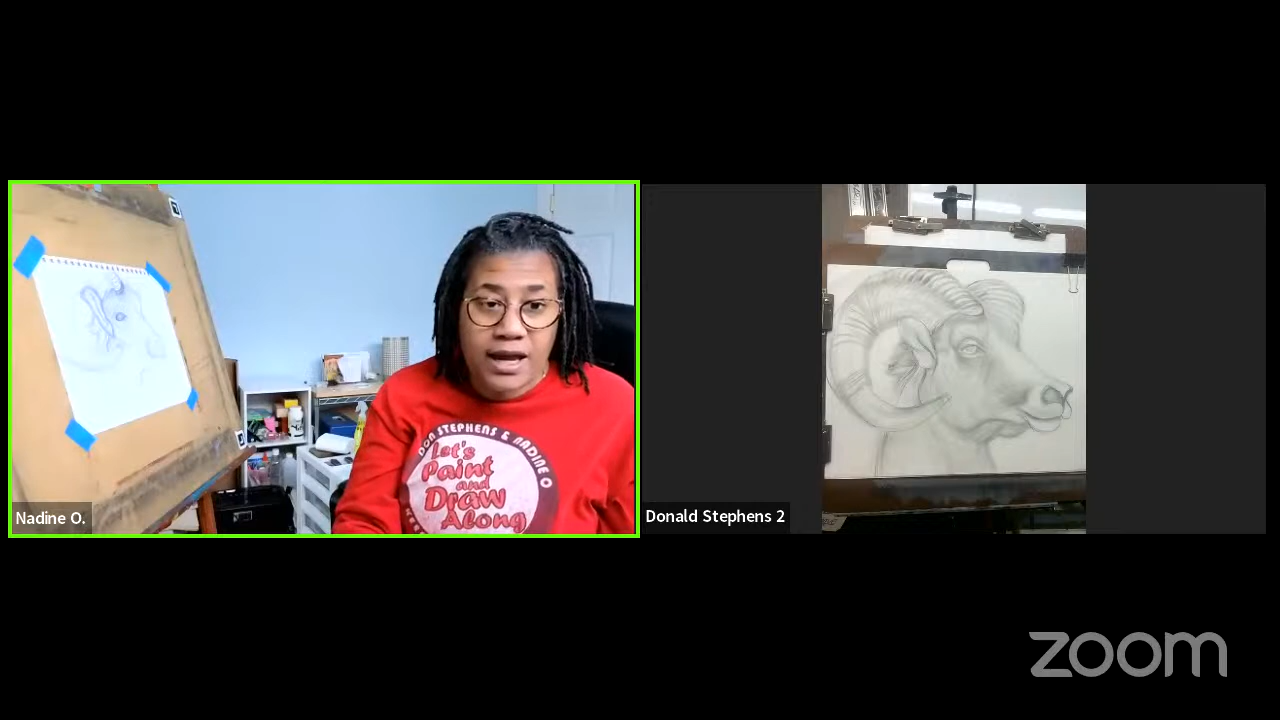 DON STEPHENS & NADINE O
Let's
Paint
and
Draw
Along
Nadine O.
Donald Stephens 2
zoom